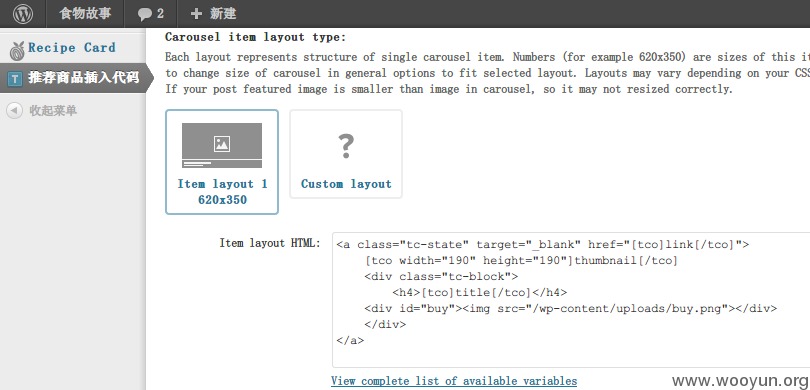 食物故事 2 新建
Recipe Card
推荐商品插入代码
收起菜单
Carousel item layout type:
Each layout represents structure of single carousel item. Numbers (for example 620x350) are sizes of this it
to change size of carousel in general options to fit selected layout. Layouts may vary depending on your CSS
If your post featured image is smaller than image in carousel, so it may not resized correctly.
Item layout 1
620x350
?
Custom layout
Item layout HTML:
<a class="tc-state" target="_blank" href="[tco]link[/tco]">
[tco width="190" height="190"]thumbnail[/tco]
<div class="tc-block">
<h4>[tco]title[/tco]</h4>
<div id="buy"><img src="/wp-content/uploads/buy.png"></div>
</div>
</a>
View complete list of available variables
www.wooyun.org